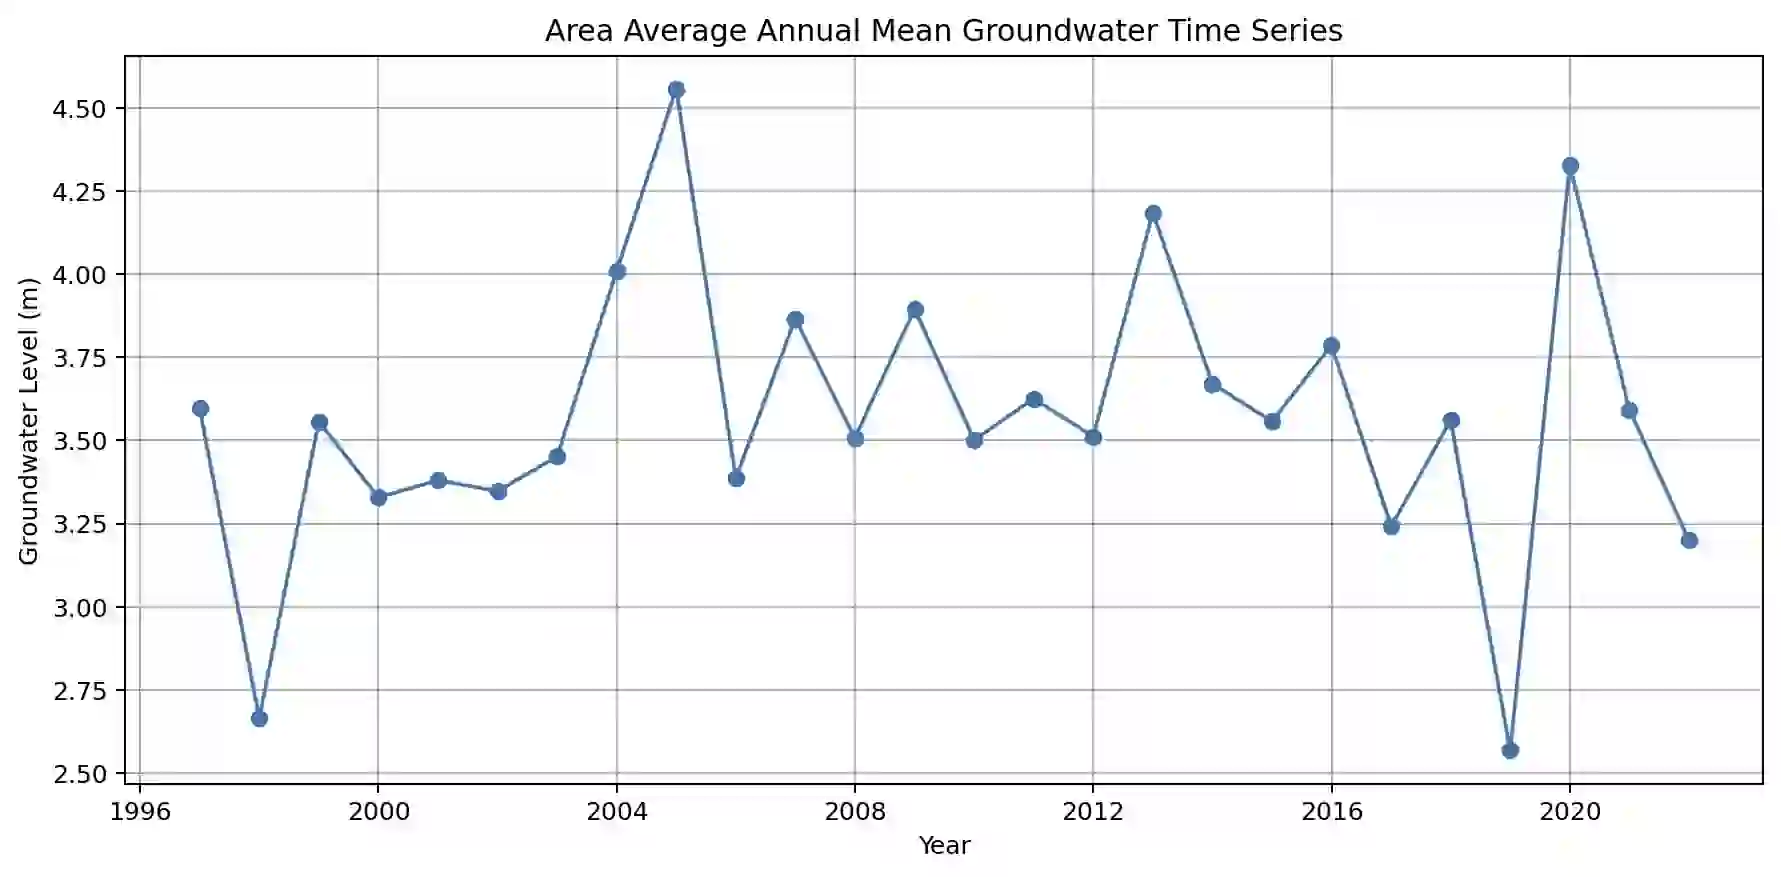 Area Average Annual Mean Groundwater Time Series
Groundwater Level (m)
4.50
4.25
4.00
3.75
3.50
3.25
3.00
2.75
2.50
1996 2000 2004 2008 2012 2016 2020
Year